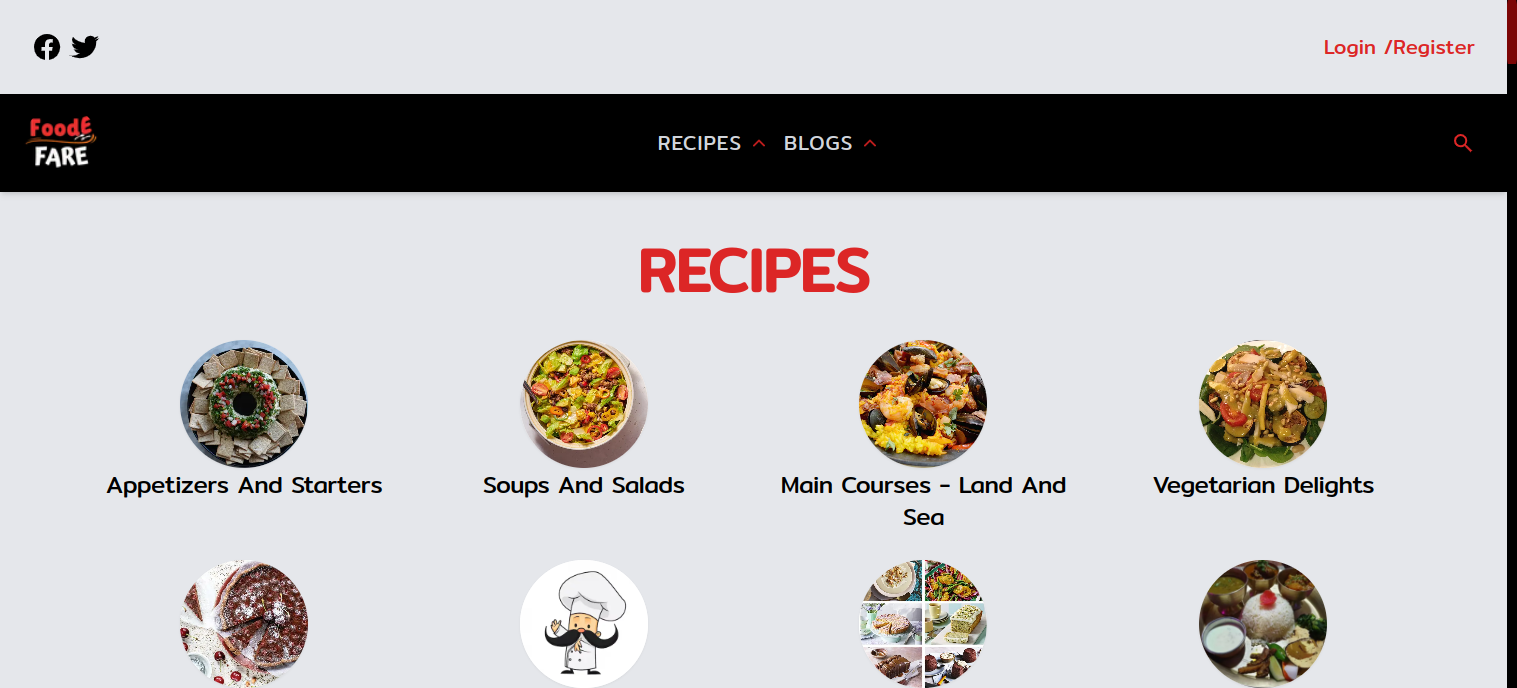 Login /Register
FoodE
FARE
RECIPES
BLOGS
RECIPES
Appetizers And Starters
Soups And Salads
Main Courses - Land And
Sea
Vegetarian Delights